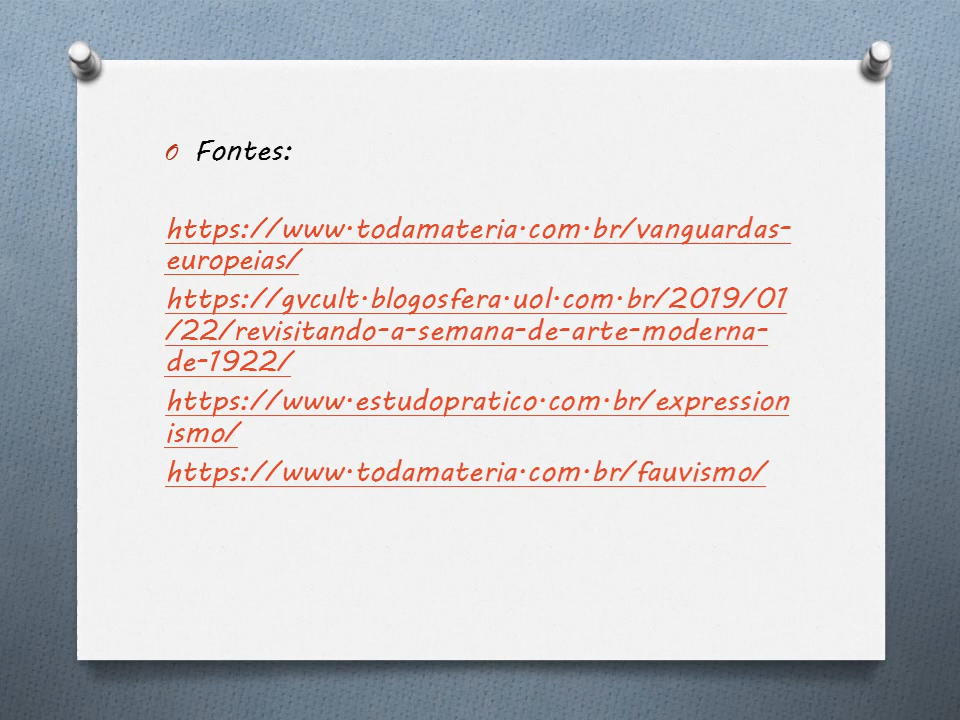 Fontes:
https://www.todamateria.com.br/vanguardas-
europeias/
https://gvcult.blogosfera.uol.com.br/2019/01
/22/revisitando-a-semana-de-arte-moderna-
de-1922/
https://www.estudopratico.com.br/expression
ismo/
https://www.todamateria.com.br/fauvismo/